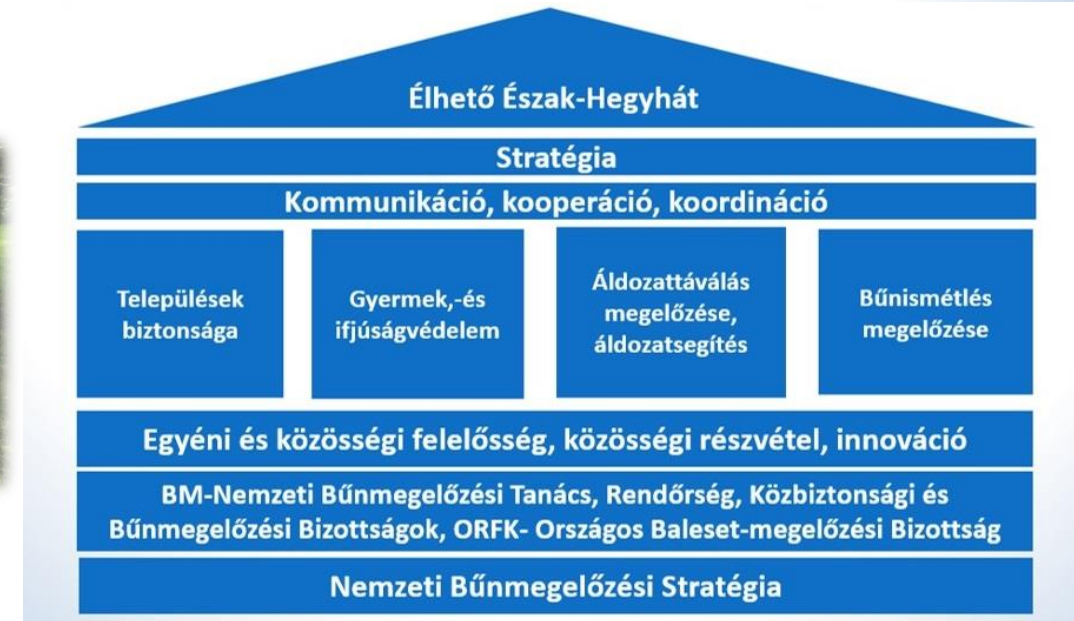 Élhető Észak-Hegyhát
Stratégia
Kommunikáció, kooperáció, koordináció
Települések
biztonsága
Gyermek,-és
ifjúságvédelem
Áldozattáválás
megelőzése,
áldozatsegítés
Bűnismétlés
megelőzése
Egyéni és közösségi felelősség, közösségi részvétel, innováció
BM-Nemzeti Bűnmegelőzési Tanács, Rendőrség, Közbiztonsági és
Bűnmegelőzési Bizottságok, ORFK- Országos Baleset-megelőzési Bizottság
Nemzeti Bűnmegelőzési Stratégia